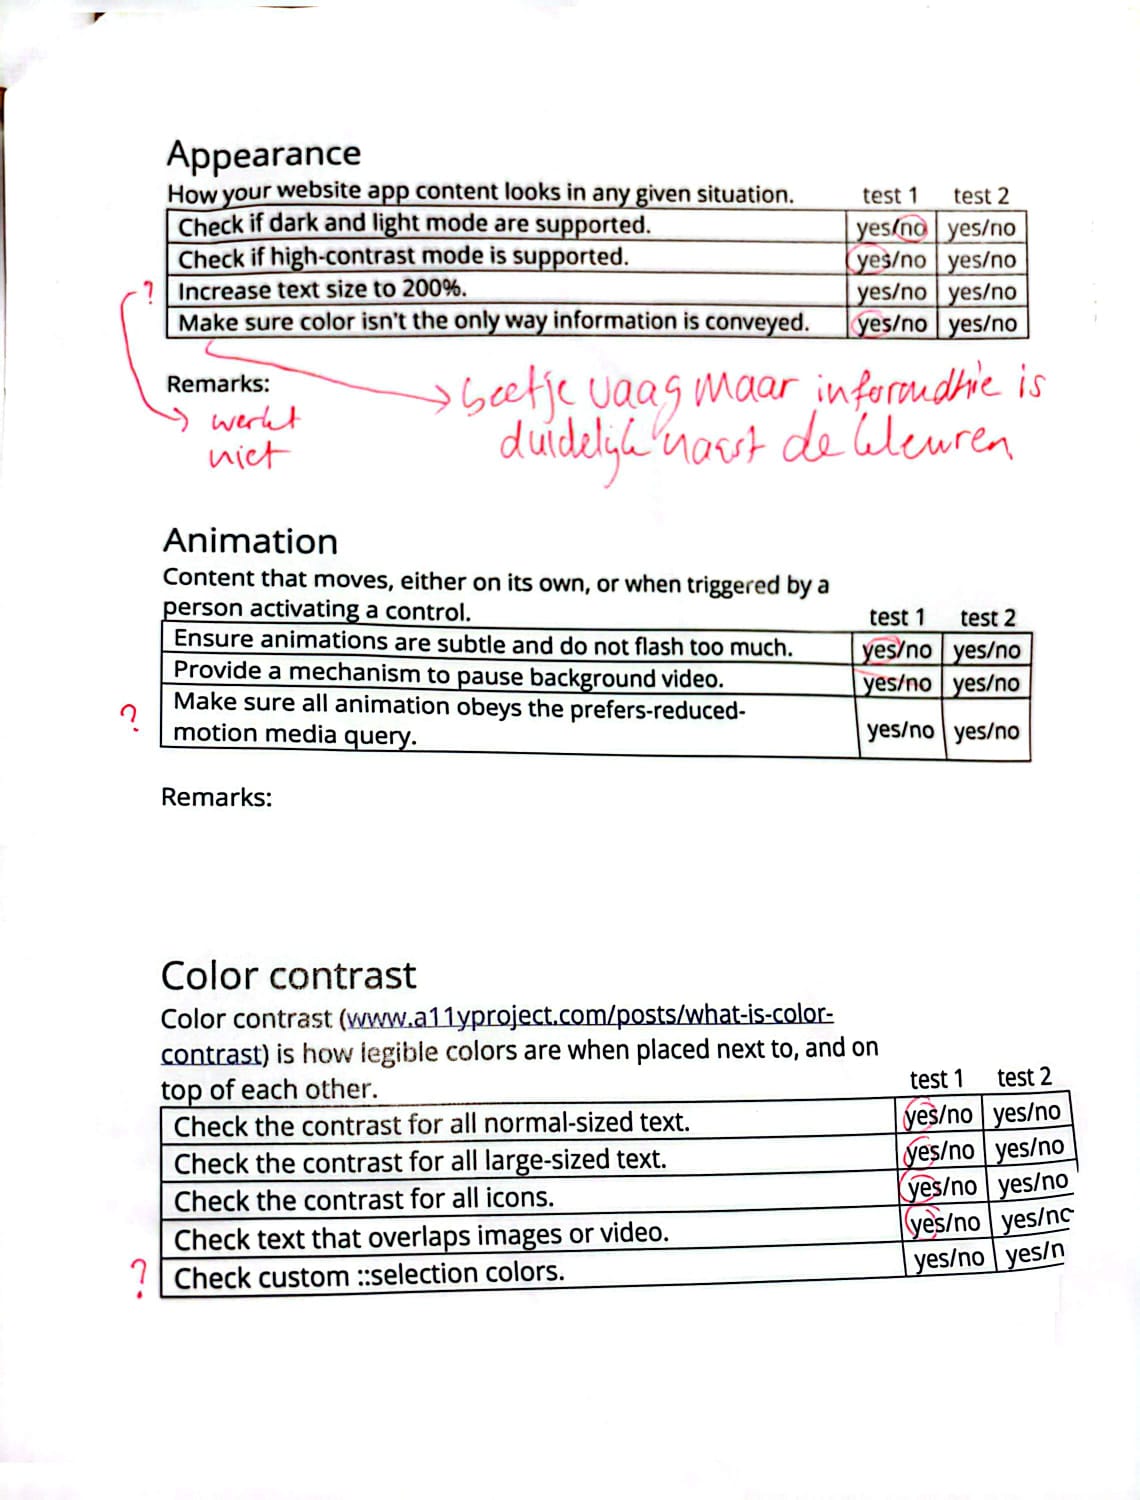 Appearance
How your website app content looks in any given situation. test 1 test 2
Check if dark and light mode are supported. yes/no yes/no
Check if high-contrast mode is supported. yes/no yes/no
? Increase text size to 200%. yes/no yes/no
Make sure color isn't the only way information is conveyed. yes/no yes/no
Remarks:
→ werkt
niet
→ beetje vaag maar informathie is
duidelijk naast de kleuren
Animation
Content that moves, either on its own, or when triggered by a
person activating a control. test 1 test 2
Ensure animations are subtle and do not flash too much. yes/no yes/no
Provide a mechanism to pause background video. yes/no yes/no
? Make sure all animation obeys the prefers-reduced-
motion media query. yes/no yes/no
Remarks:
Color contrast
Color contrast (www.a11yproject.com/posts/what-is-color-
contrast) is how legible colors are when placed next to, and on
top of each other. test 1 test 2
Check the contrast for all normal-sized text. yes/no yes/no
Check the contrast for all large-sized text. yes/no yes/no
Check the contrast for all icons. yes/no yes/no
Check text that overlaps images or video. yes/no yes/no
? Check custom ::selection colors. yes/no yes/n